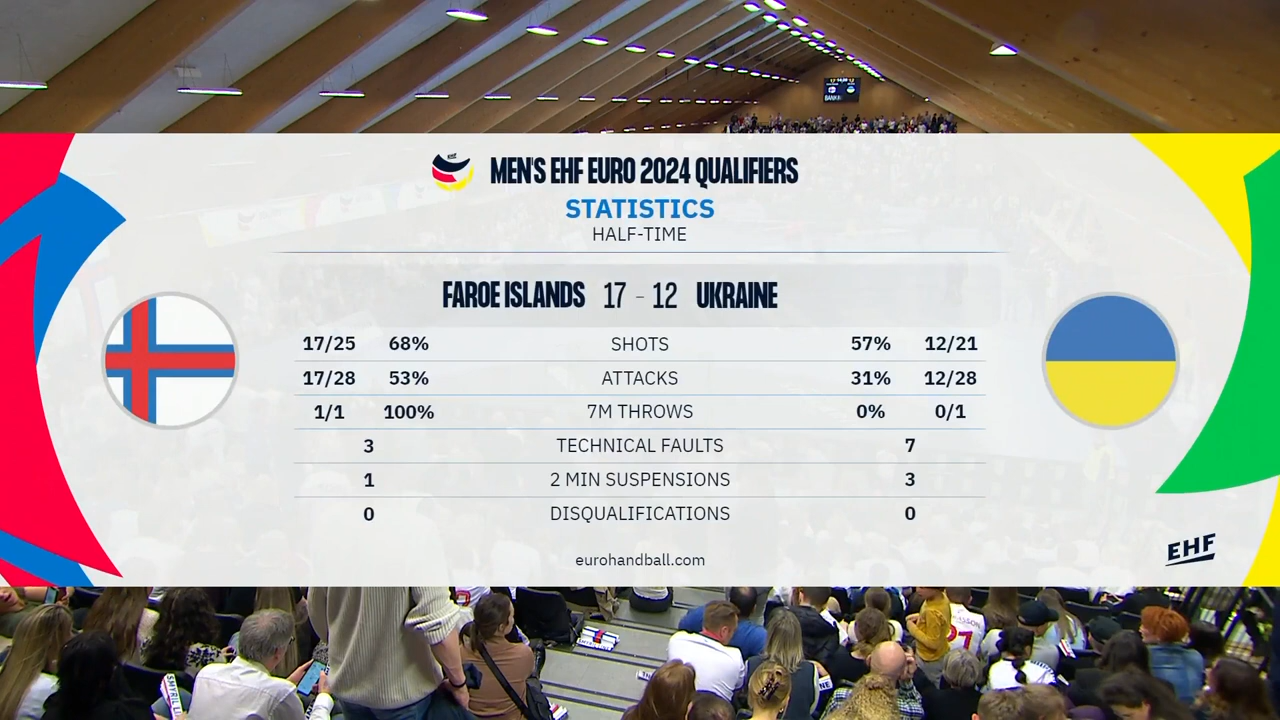 EHF
MEN'S EHF EURO 2024 QUALIFIERS
STATISTICS
HALF-TIME
FAROE ISLANDS 17 - 12 UKRAINE
17/25 68% SHOTS 57% 12/21
17/28 53% ATTACKS 31% 12/28
1/1 100% 7M THROWS 0% 0/1
3 TECHNICAL FAULTS 7
1 2 MIN SUSPENSIONS 3
0 DISQUALIFICATIONS 0
eurohandball.com
EHF